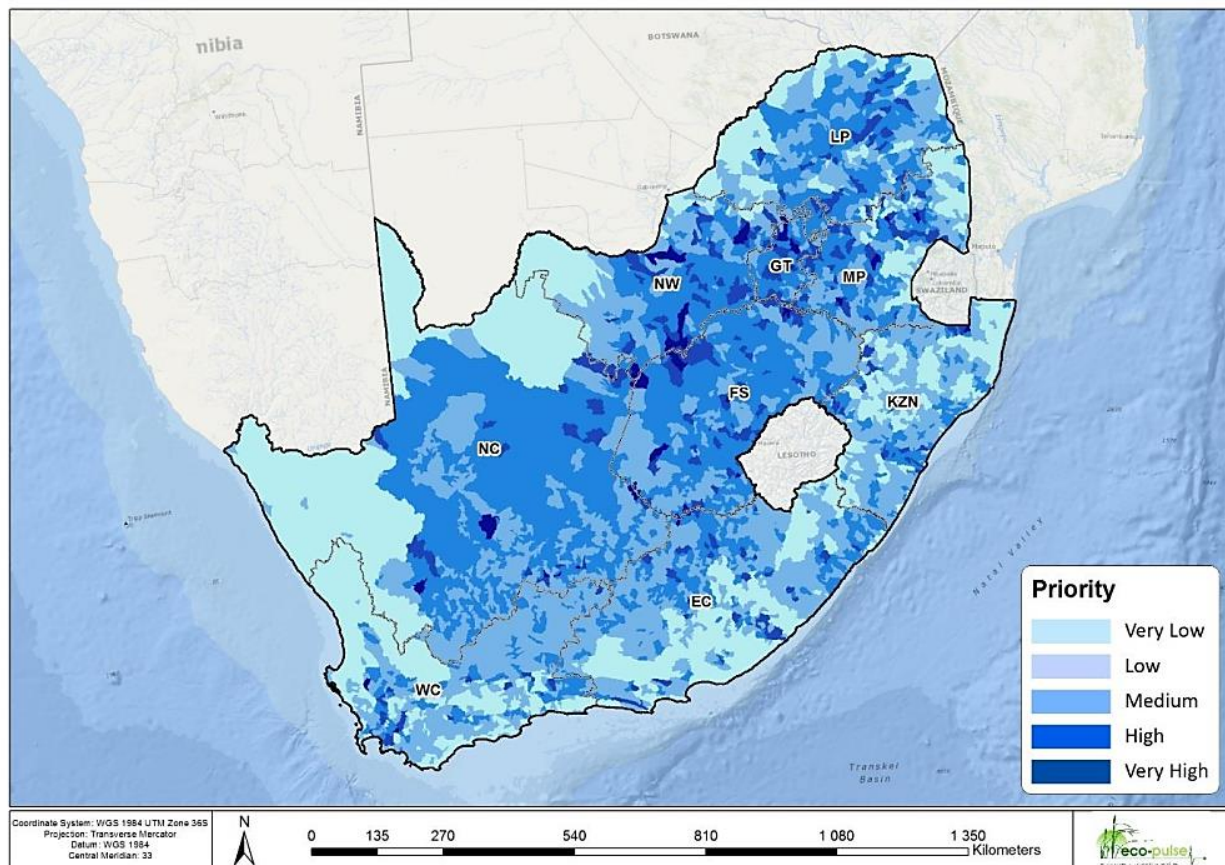 nibia
BOTSWANA
MOZAMBIQUE
NAMIBIA
LP
NW
GT
MP
SWAZILAND
NAMIBIA
FS
KZN
NC
LESOTHO
EC
WC
Natal Valley
Transkei
Basin
Priority
Very Low
Low
Medium
High
Very High
Coordinate System: WGS 1984 UTM Zone 36S
Projection: Transverse Mercator
Datum: WGS 1984
Central Meridian: 33
N
0 135 270 540 810 1 080 1 350
Kilometers
eco-pulse